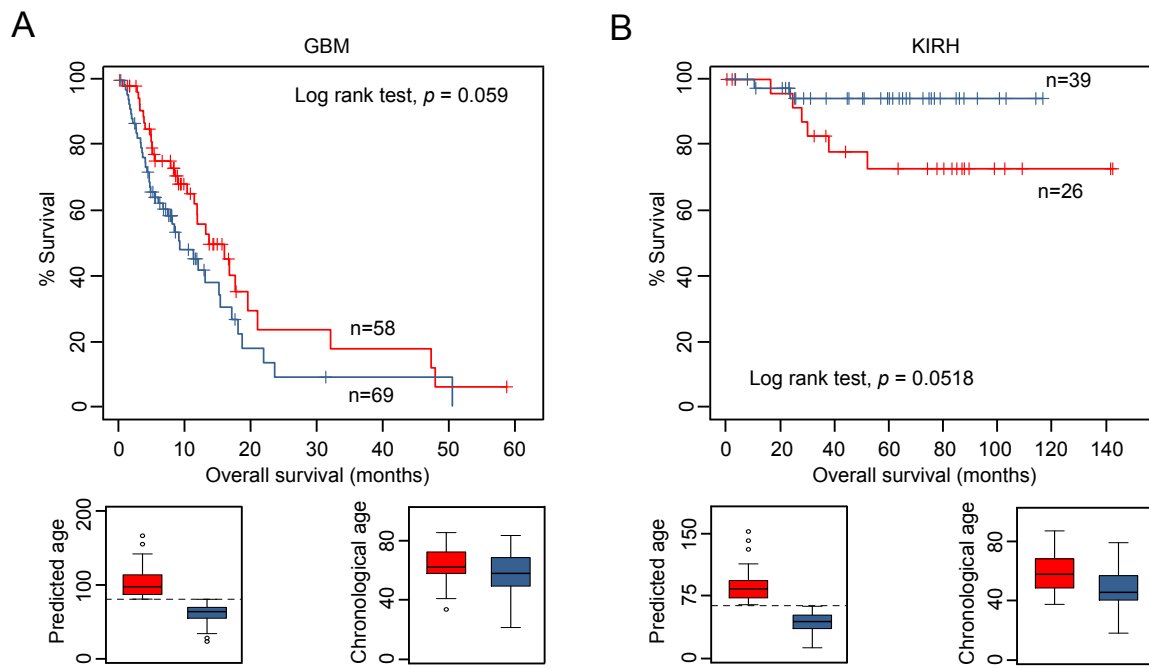 A
GBM
% Survival
100
80
60
40
20
0
Log rank test, p = 0.059
n=58
n=69
0 10 20 30 40 50 60
Overall survival (months)
Predicted age
200
100
0
Chronological age
80
40
0
B
KIRH
% Survival
100
80
60
40
20
0
n=39
n=26
Log rank test, p = 0.0518
0 20 40 60 80 100 120 140
Overall survival (months)
Predicted age
150
75
0
Chronological age
80
40
0